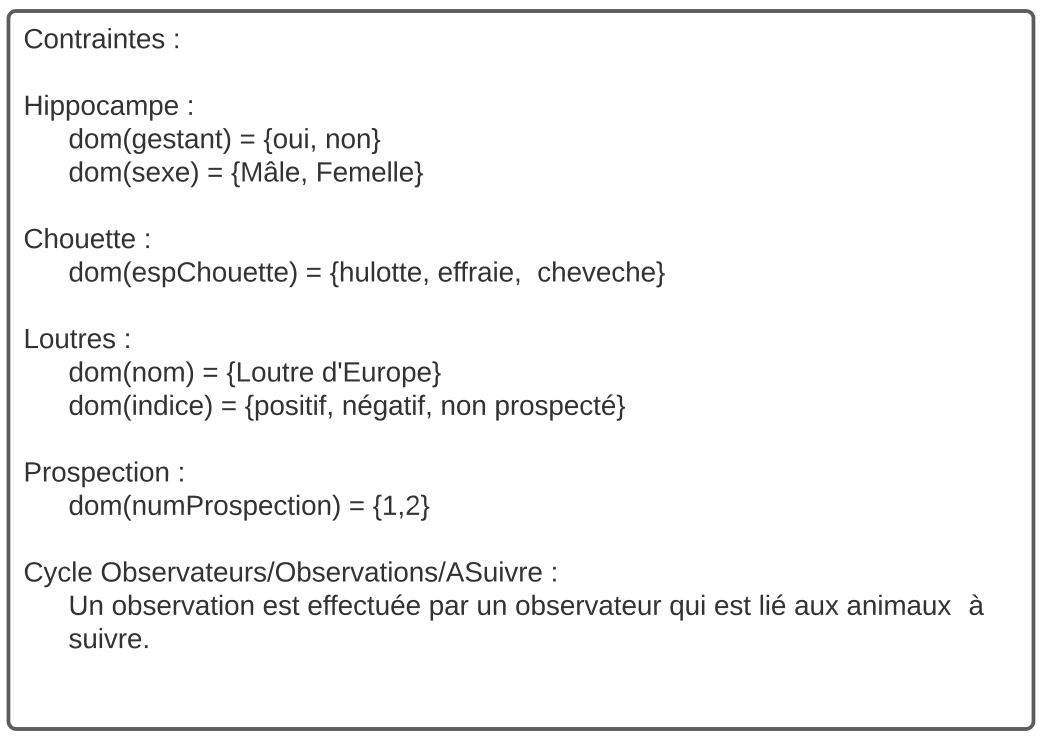 Contraintes :
Hippocampe :
dom(gestant) = {oui, non}
dom(sexe) = {Mâle, Femelle}
Chouette :
dom(espChouette) = {hulotte, effraie,  cheveche}
Loutres :
dom(nom) = {Loutre d'Europe}
dom(indice) = {positif, négatif, non prospecté}
Prospection :
dom(numProspection) = {1,2}
Cycle Observateurs/Observations/ASuivre :
Un observation est effectuée par un observateur qui est lié aux animaux  à
suivre.